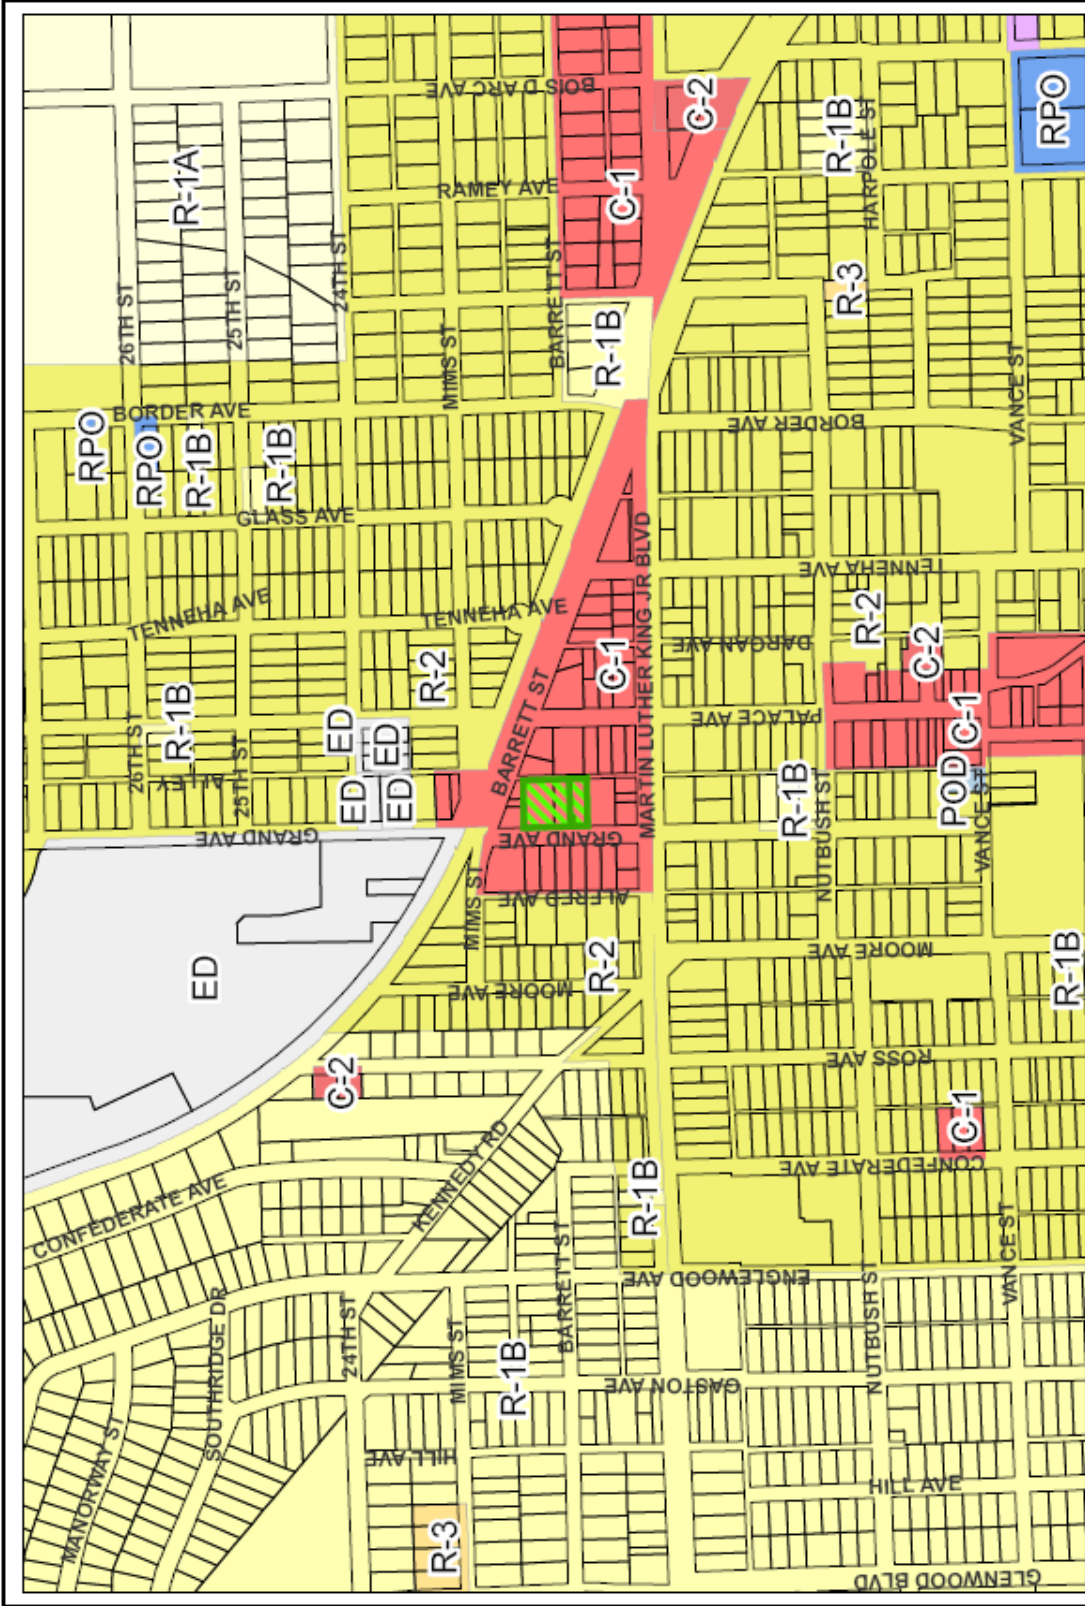 BOIS D ARC AVE
C-2
RPO
R-1B
HARPOLE ST
R-1A
RAMEY AVE
C-1
26TH ST
25TH ST
24TH ST
BARRETT ST
R-3
MIMS ST
R-1B
VANCE ST
BORDER AVE
BORDER AVE
RPO
RPO
R-1B
R-1B
GLASS AVE
MARTIN LUTHER KING JR BLVD
TENNEHA AVE
TENNEHA AVE
TENNEHA AVE
R-2
DARGAN AVE
C-2
R-2
C-1
BARRETT ST
PALACE AVE
C-1
R-1B
26TH ST
ALLEY
25TH ST
ED
ED
ED
ED
POD
VANCE ST
R-1B
NUTBUSH ST
GRAND AVE
GRAND AVE
ALFRED AVE
MIMS ST
ED
MOORE AVE
R-2
MOORE AVE
R-1B
C-2
ROSS AVE
C-1
KENNEDY RD
CONFEDERATE AVE
CONFEDERATE AVE
R-1B
BARRETT ST
ENGLEWOOD AVE
VANCE ST
SOUTHRIDGE DR
24TH ST
MIMS ST
R-1B
NUTBUSH ST
GASTON AVE
MANORWAY ST
HILL AVE
HILL AVE
R-3
GLENWOOD BLVD